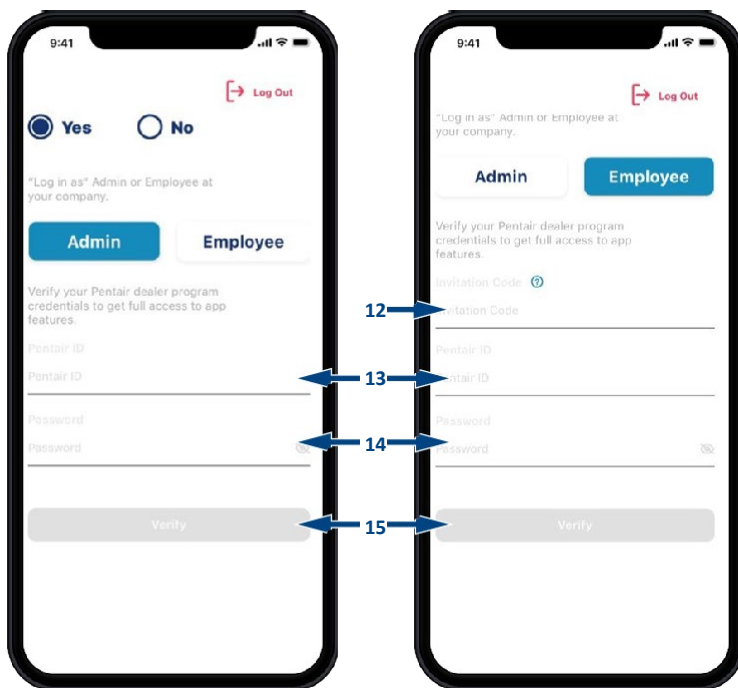 9:41
Log Out
Yes No
"Log in as" Admin or Employee at
your company.
Admin Employee
Verify your Pentair dealer program
credentials to get full access to app
features.
Pentair ID
Pentair ID
Password
Password
Verify
12
13
14
15
9:41
Log Out
"Log in as" Admin or Employee at
your company.
Admin Employee
Verify your Pentair dealer program
credentials to get full access to app
features.
Invitation Code ?
Invitation Code
Pentair ID
Pentair ID
Password
Password
Verify